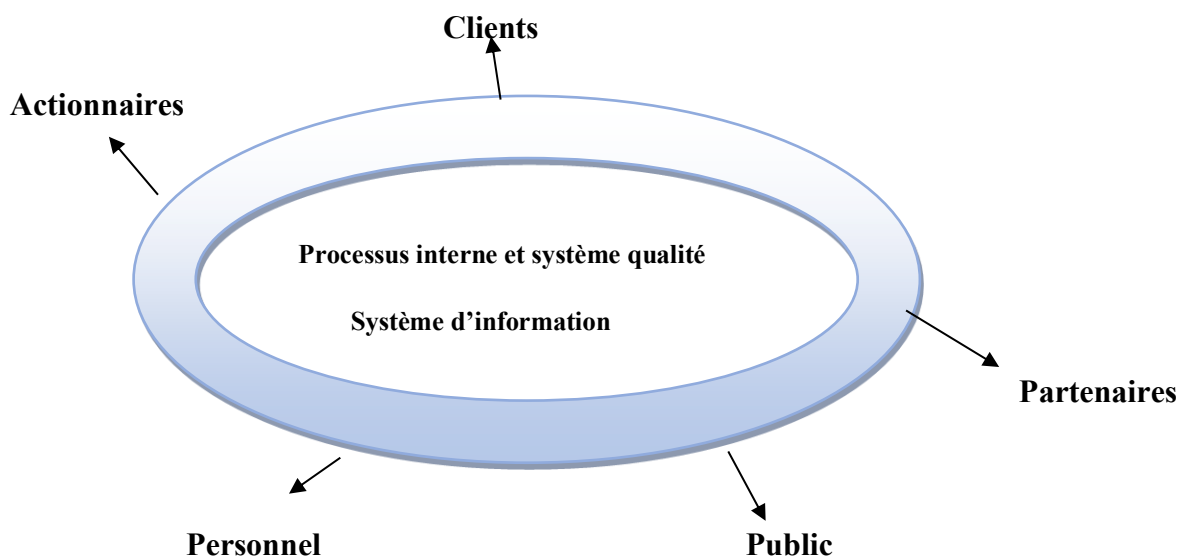 Clients
Actionnaires
Processus interne et système qualité
Système d’information
Partenaires
Personnel
Public